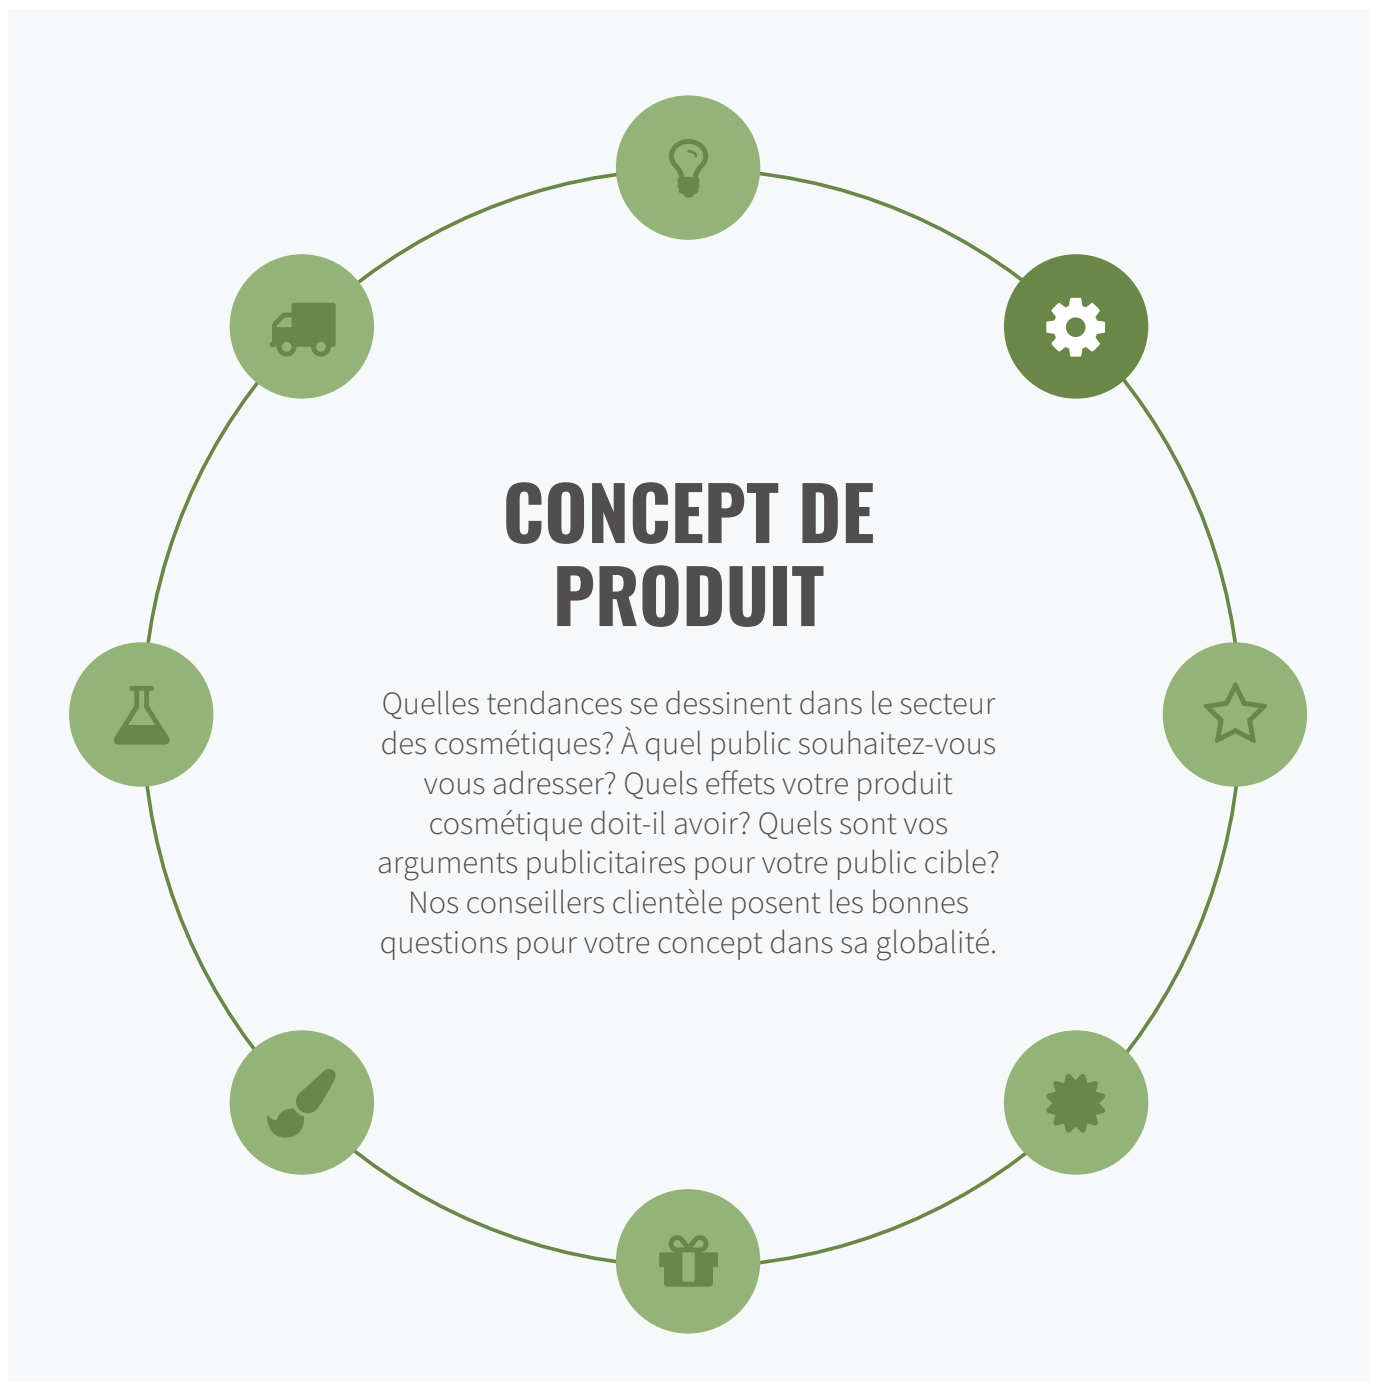 CONCEPT DE
PRODUIT
Quelles tendances se dessinent dans le secteur
des cosmétiques? À quel public souhaitez-vous
vous adresser? Quels effets votre produit
cosmétique doit-il avoir? Quels sont vos
arguments publicitaires pour votre public cible?
Nos conseillers clientèle posent les bonnes
questions pour votre concept dans sa globalité.